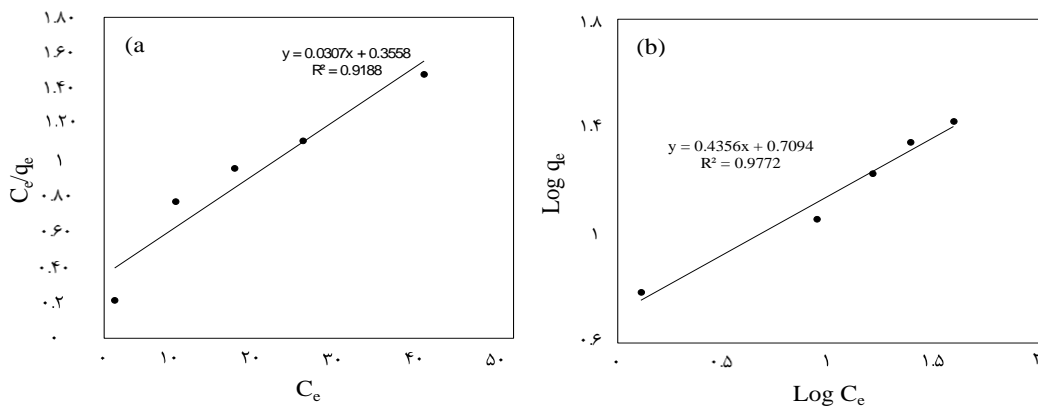 (a
y = 0.0307x + 0.3558
R² = 0.9188
Cₑ/qₑ
۱.۸۰
۱.۶۰
۱.۴۰
۱.۲۰
۱
۰.۸۰
۰.۶۰
۰.۴۰
۰.۲
۰
۰ ۱۰ ۲۰ ۳۰ ۴۰ ۵۰
Cₑ
(b)
y = 0.4356x + 0.7094
R² = 0.9772
Log qₑ
۱.۸
۱.۴
۱
۰.۶
۰ ۰.۵ ۱ ۱.۵ ۲
Log Cₑ